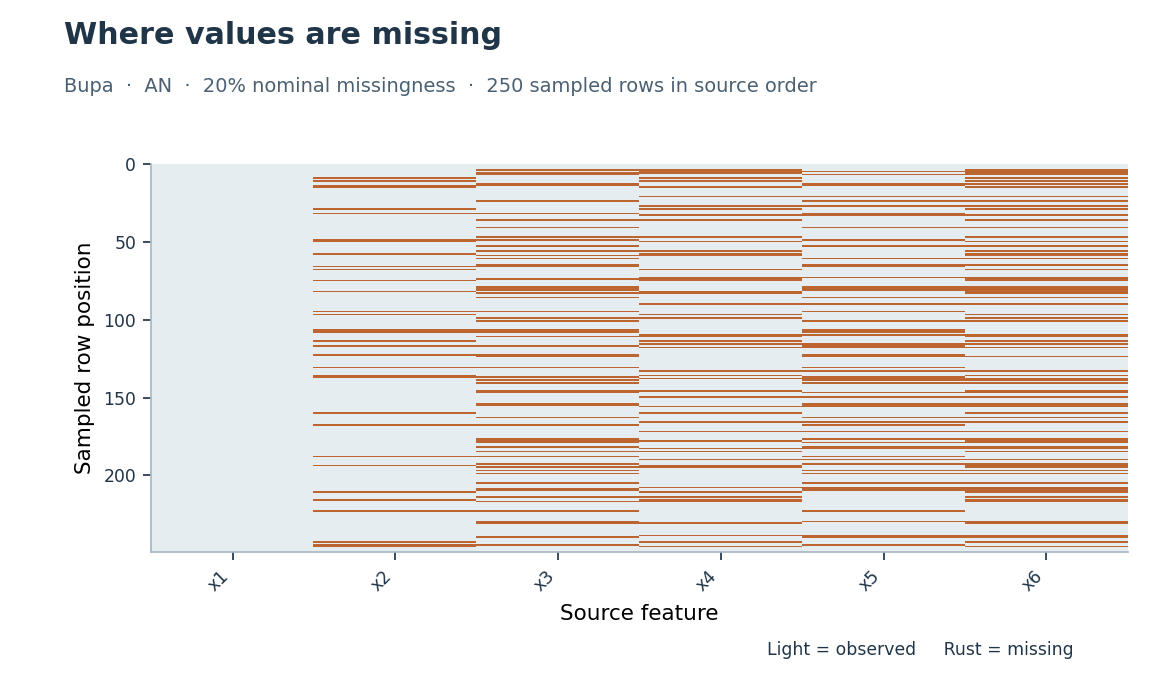 Where values are missing
Bupa · AN · 20% nominal missingness · 250 sampled rows in source order
0
50
100
150
200
Sampled row position
x1 x2 x3 x4 x5 x6
Source feature
Light = observed Rust = missing